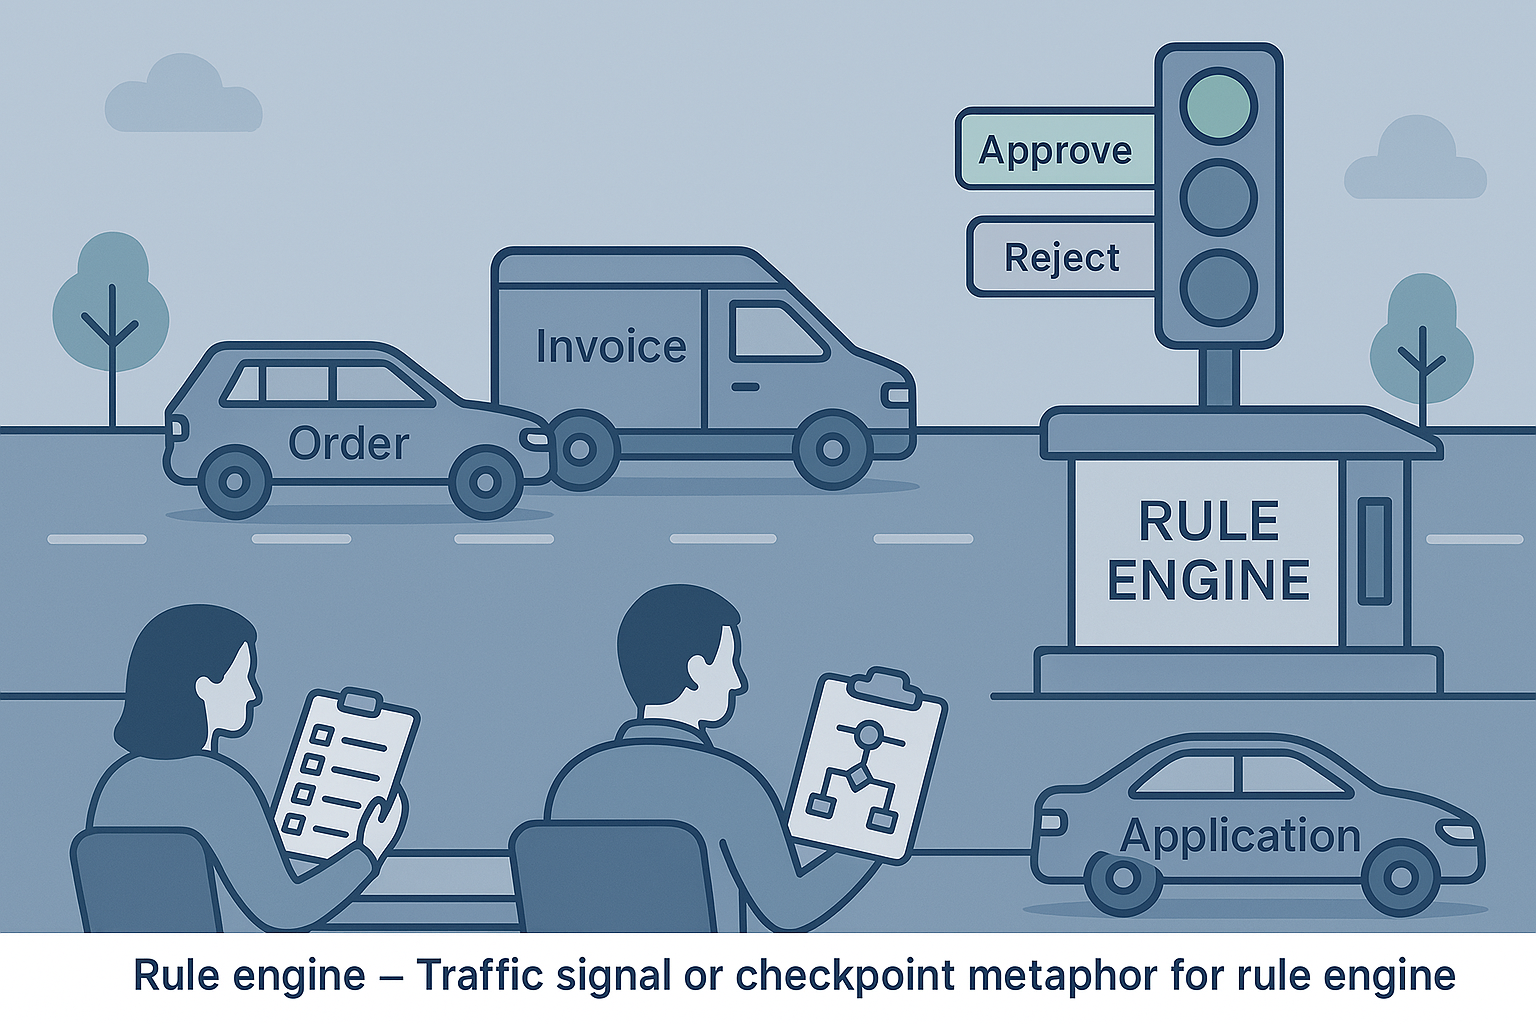 Approve
Reject
Invoice
Order
RULE
ENGINE
Application
Rule engine – Traffic signal or checkpoint metaphor for rule engine